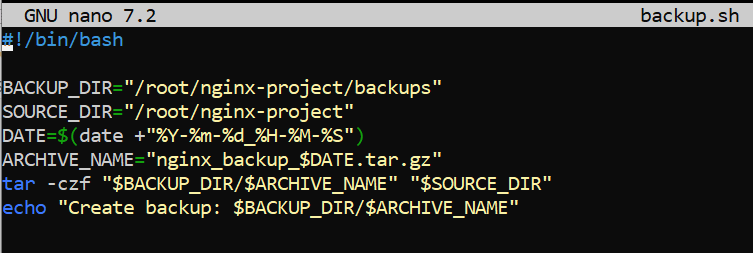 GNU nano 7.2 backup.sh
#!/bin/bash
BACKUP_DIR="/root/nginx-project/backups"
SOURCE_DIR="/root/nginx-project"
DATE=$(date +"%Y-%m-%d_%H-%M-%S")
ARCHIVE_NAME="nginx_backup_$DATE.tar.gz"
tar -czf "$BACKUP_DIR/$ARCHIVE_NAME" "$SOURCE_DIR"
echo "Create backup: $BACKUP_DIR/$ARCHIVE_NAME"